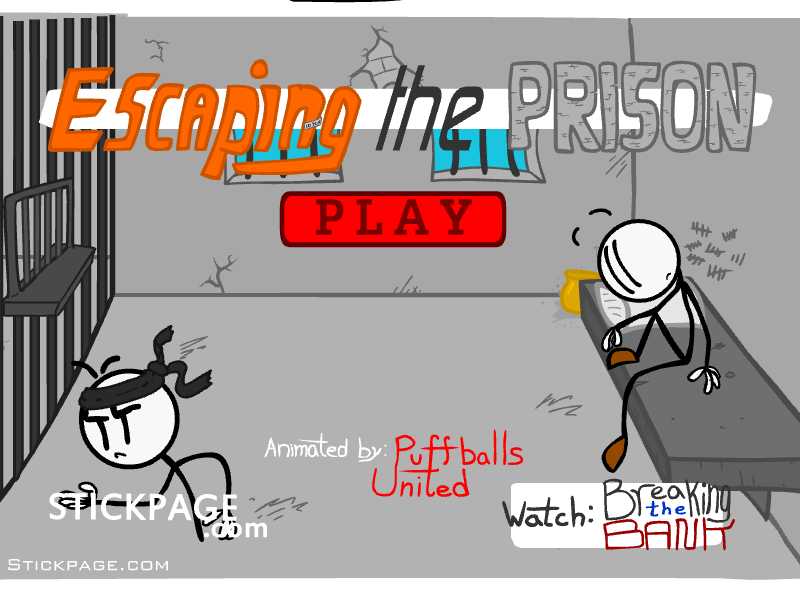 Escaping the PRISON
PLAY
Animated by: Puffballs
United
Watch: Breaking
the
BANK
STICKPAGE
.com
STICKPAGE.COM